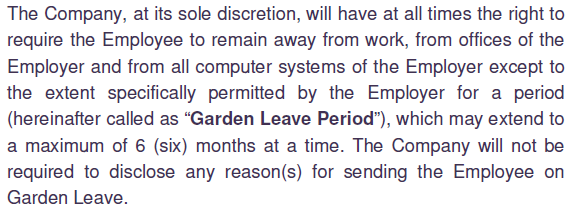 The Company, at its sole discretion, will have at all times the right to
require the Employee to remain away from work, from offices of the
Employer and from all computer systems of the Employer except to
the extent specifically permitted by the Employer for a period
(hereinafter called as “Garden Leave Period”), which may extend to
a maximum of 6 (six) months at a time. The Company will not be
required to disclose any reason(s) for sending the Employee on
Garden Leave.